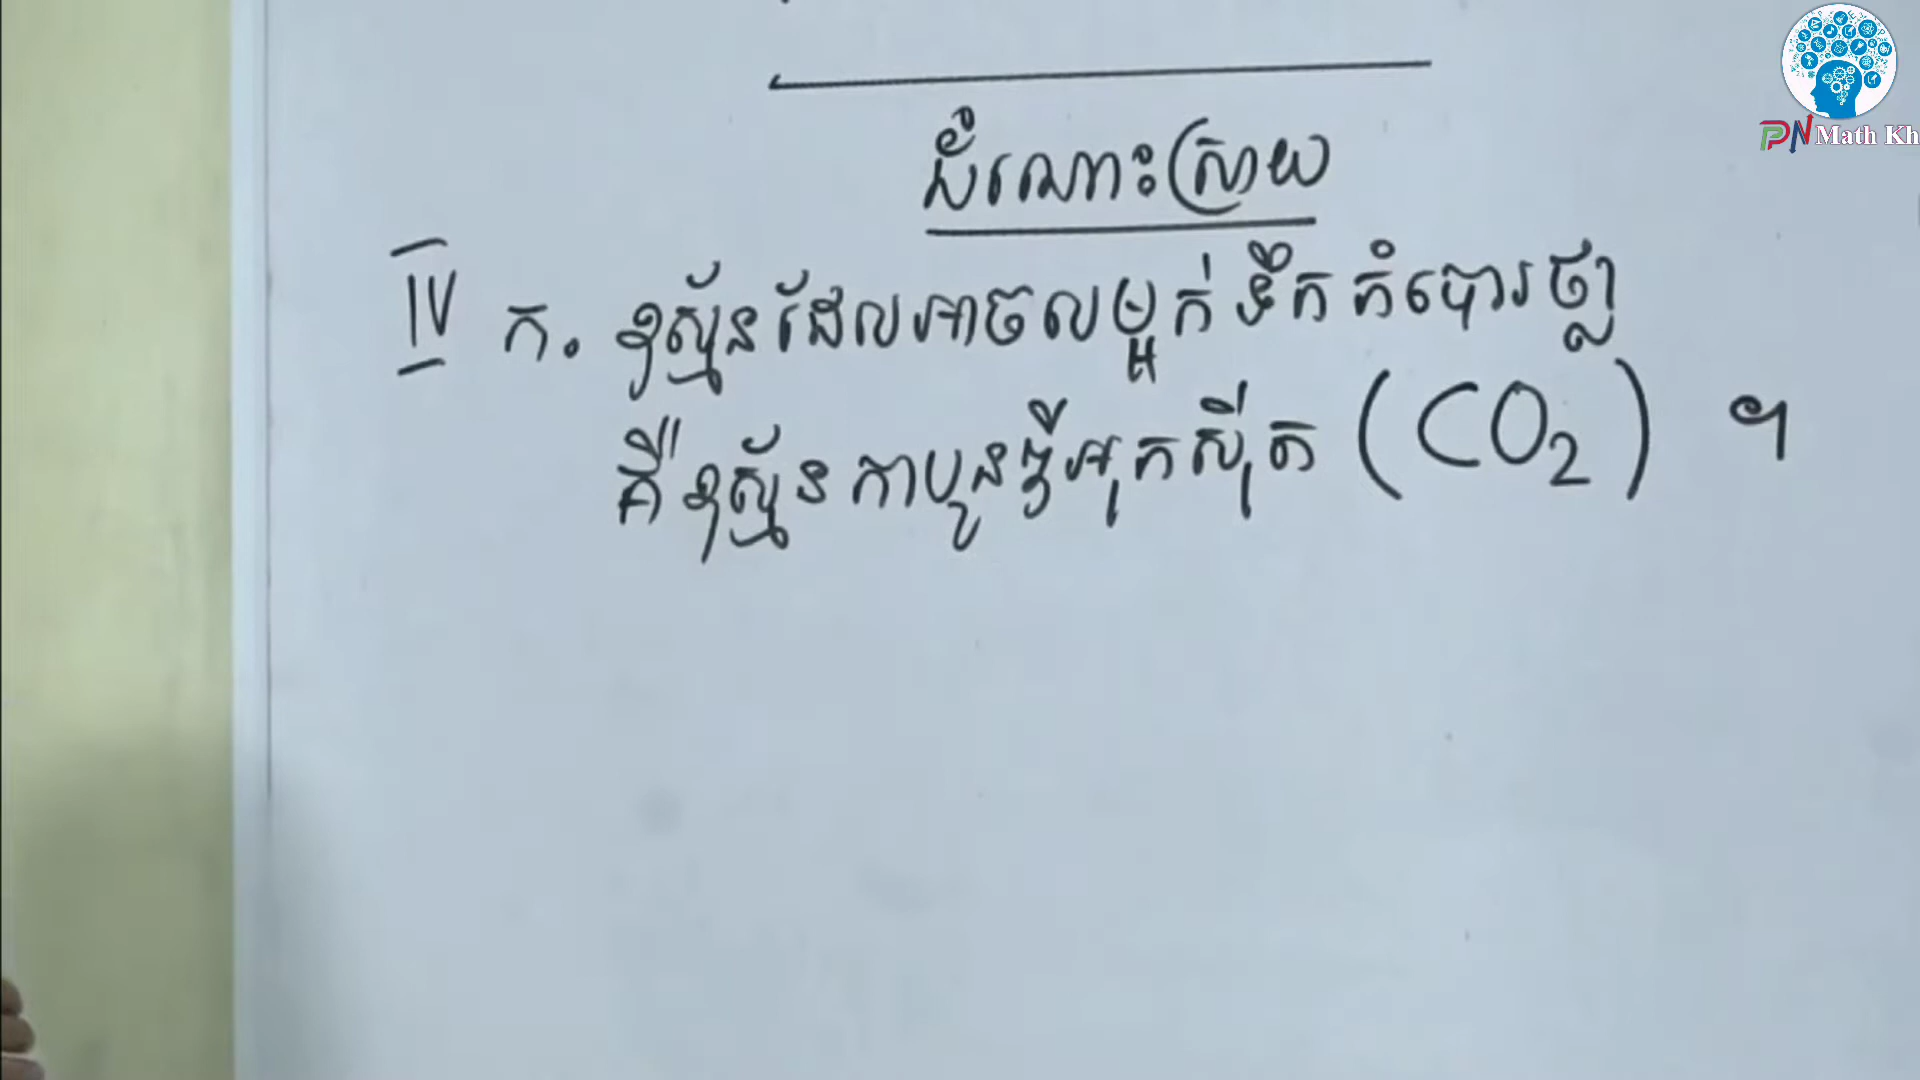 PN Math Kh
សំណោះស្រាយ
IV ក. ឧស្ម័នដែលអាចលម្អក់ទឹកកំបោរថ្លា
គឺឧស្ម័នកាបូនឌីអុកស៊ីត (CO₂) ។